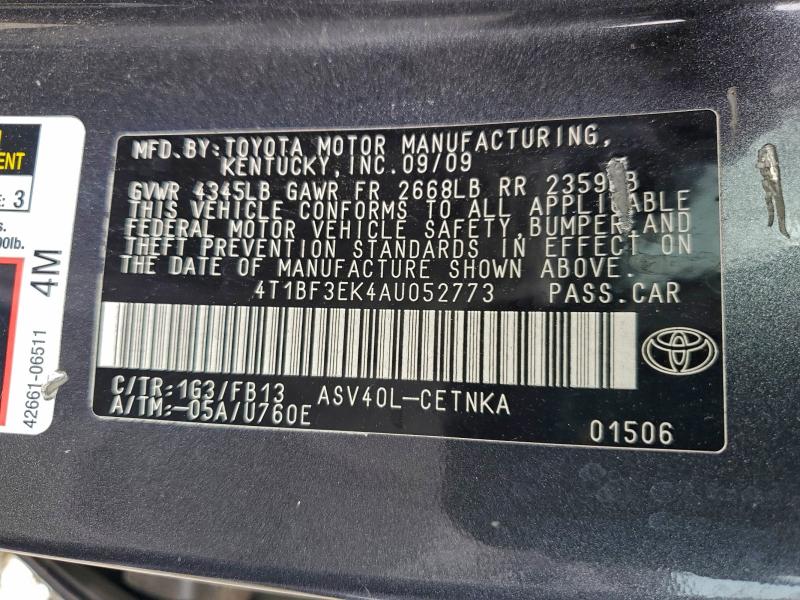 MFD.BY:TOYOTA MOTOR MANUFACTURING,
KENTUCKY,INC.09/09
GVWR 4345LB GAWR FR 2668LB RR
THIS VEHICLE CONFORMS TO ALL APPLICABLE
FEDERAL MOTOR VEHICLE SAFETY,BUMPER,AND
THEFT PREVENTION STANDARDS IN EFFECT ON
THE DATE OF MANUFACTURE SHOWN ABOVE.
4T1BF3EK4AU052773 PASS.CAR
C/TR:1G3/FB13 ASV40L-CETNKA
A/TM:-05A/U760E
01506
3
4M
42661-06511